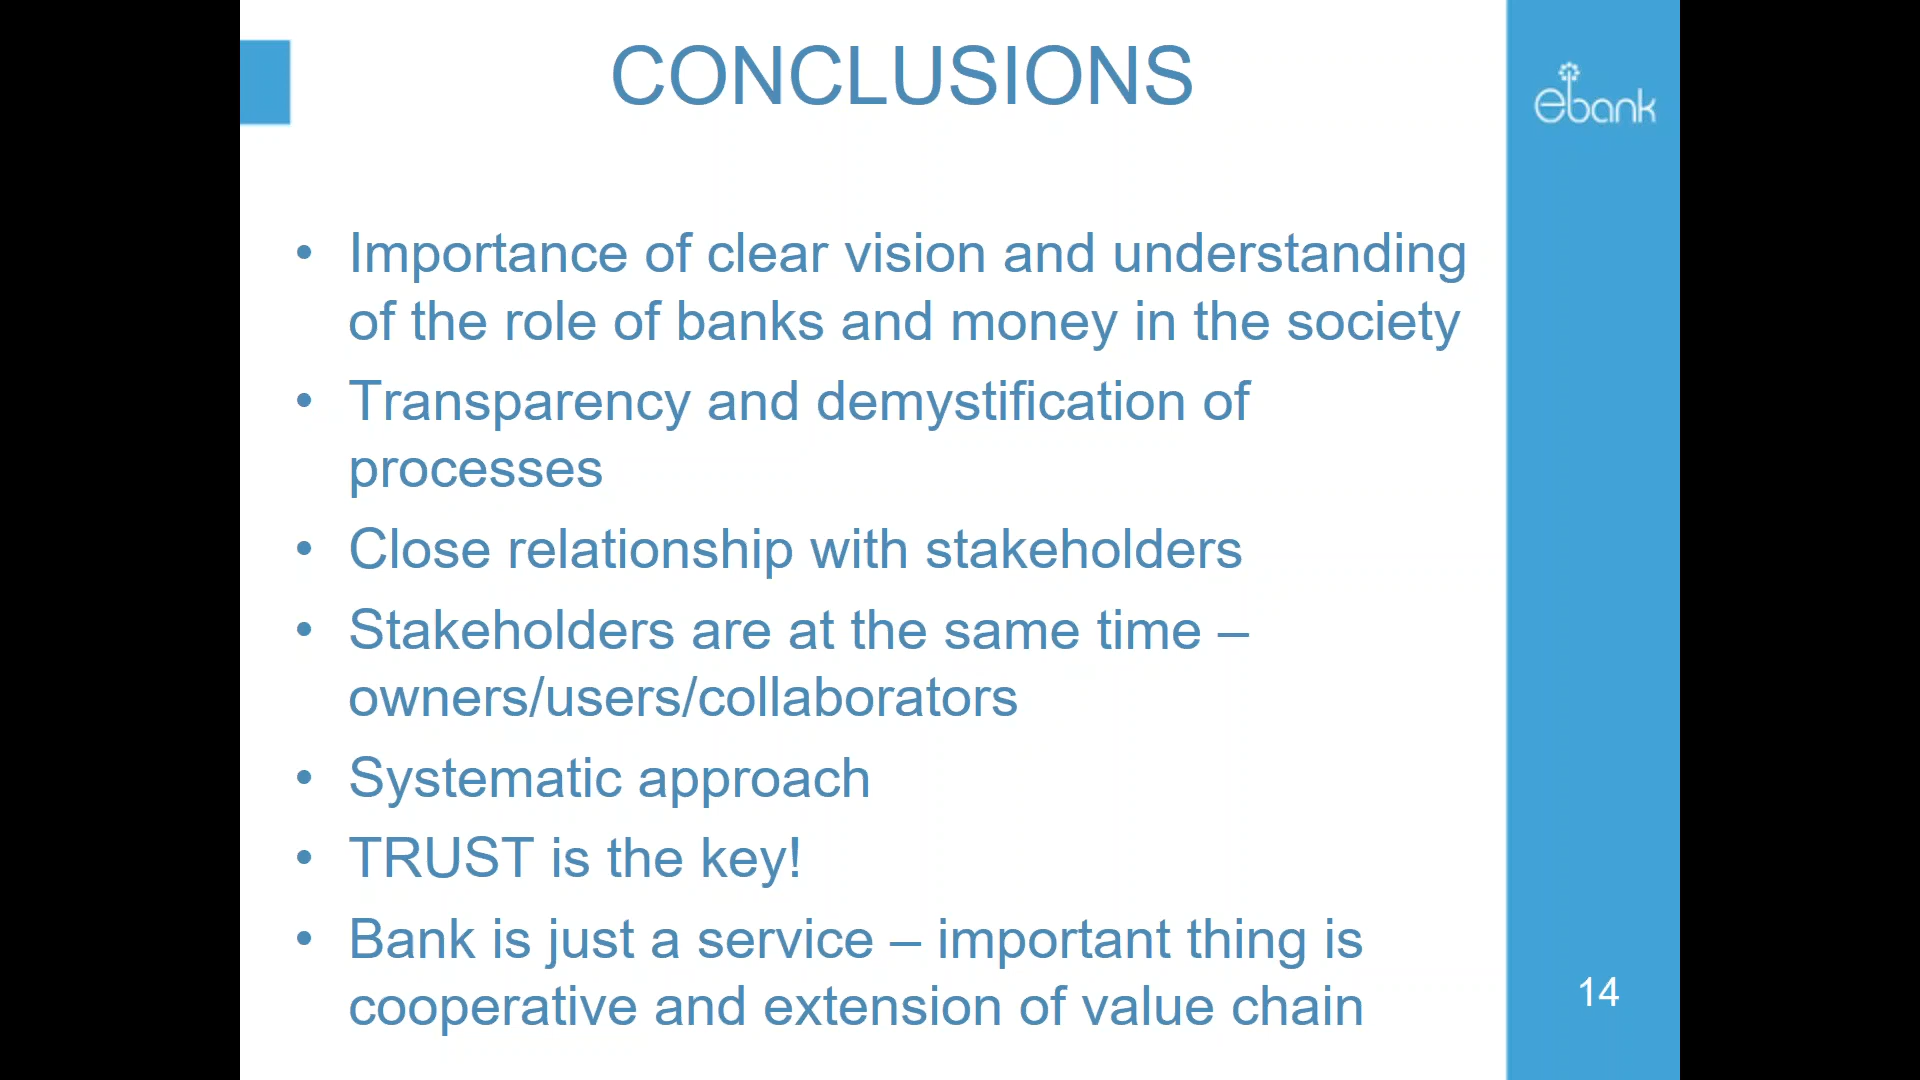 CONCLUSIONS
ebank
• Importance of clear vision and understanding
of the role of banks and money in the society
• Transparency and demystification of
processes
• Close relationship with stakeholders
• Stakeholders are at the same time –
owners/users/collaborators
• Systematic approach
• TRUST is the key!
• Bank is just a service – important thing is
cooperative and extension of value chain
14